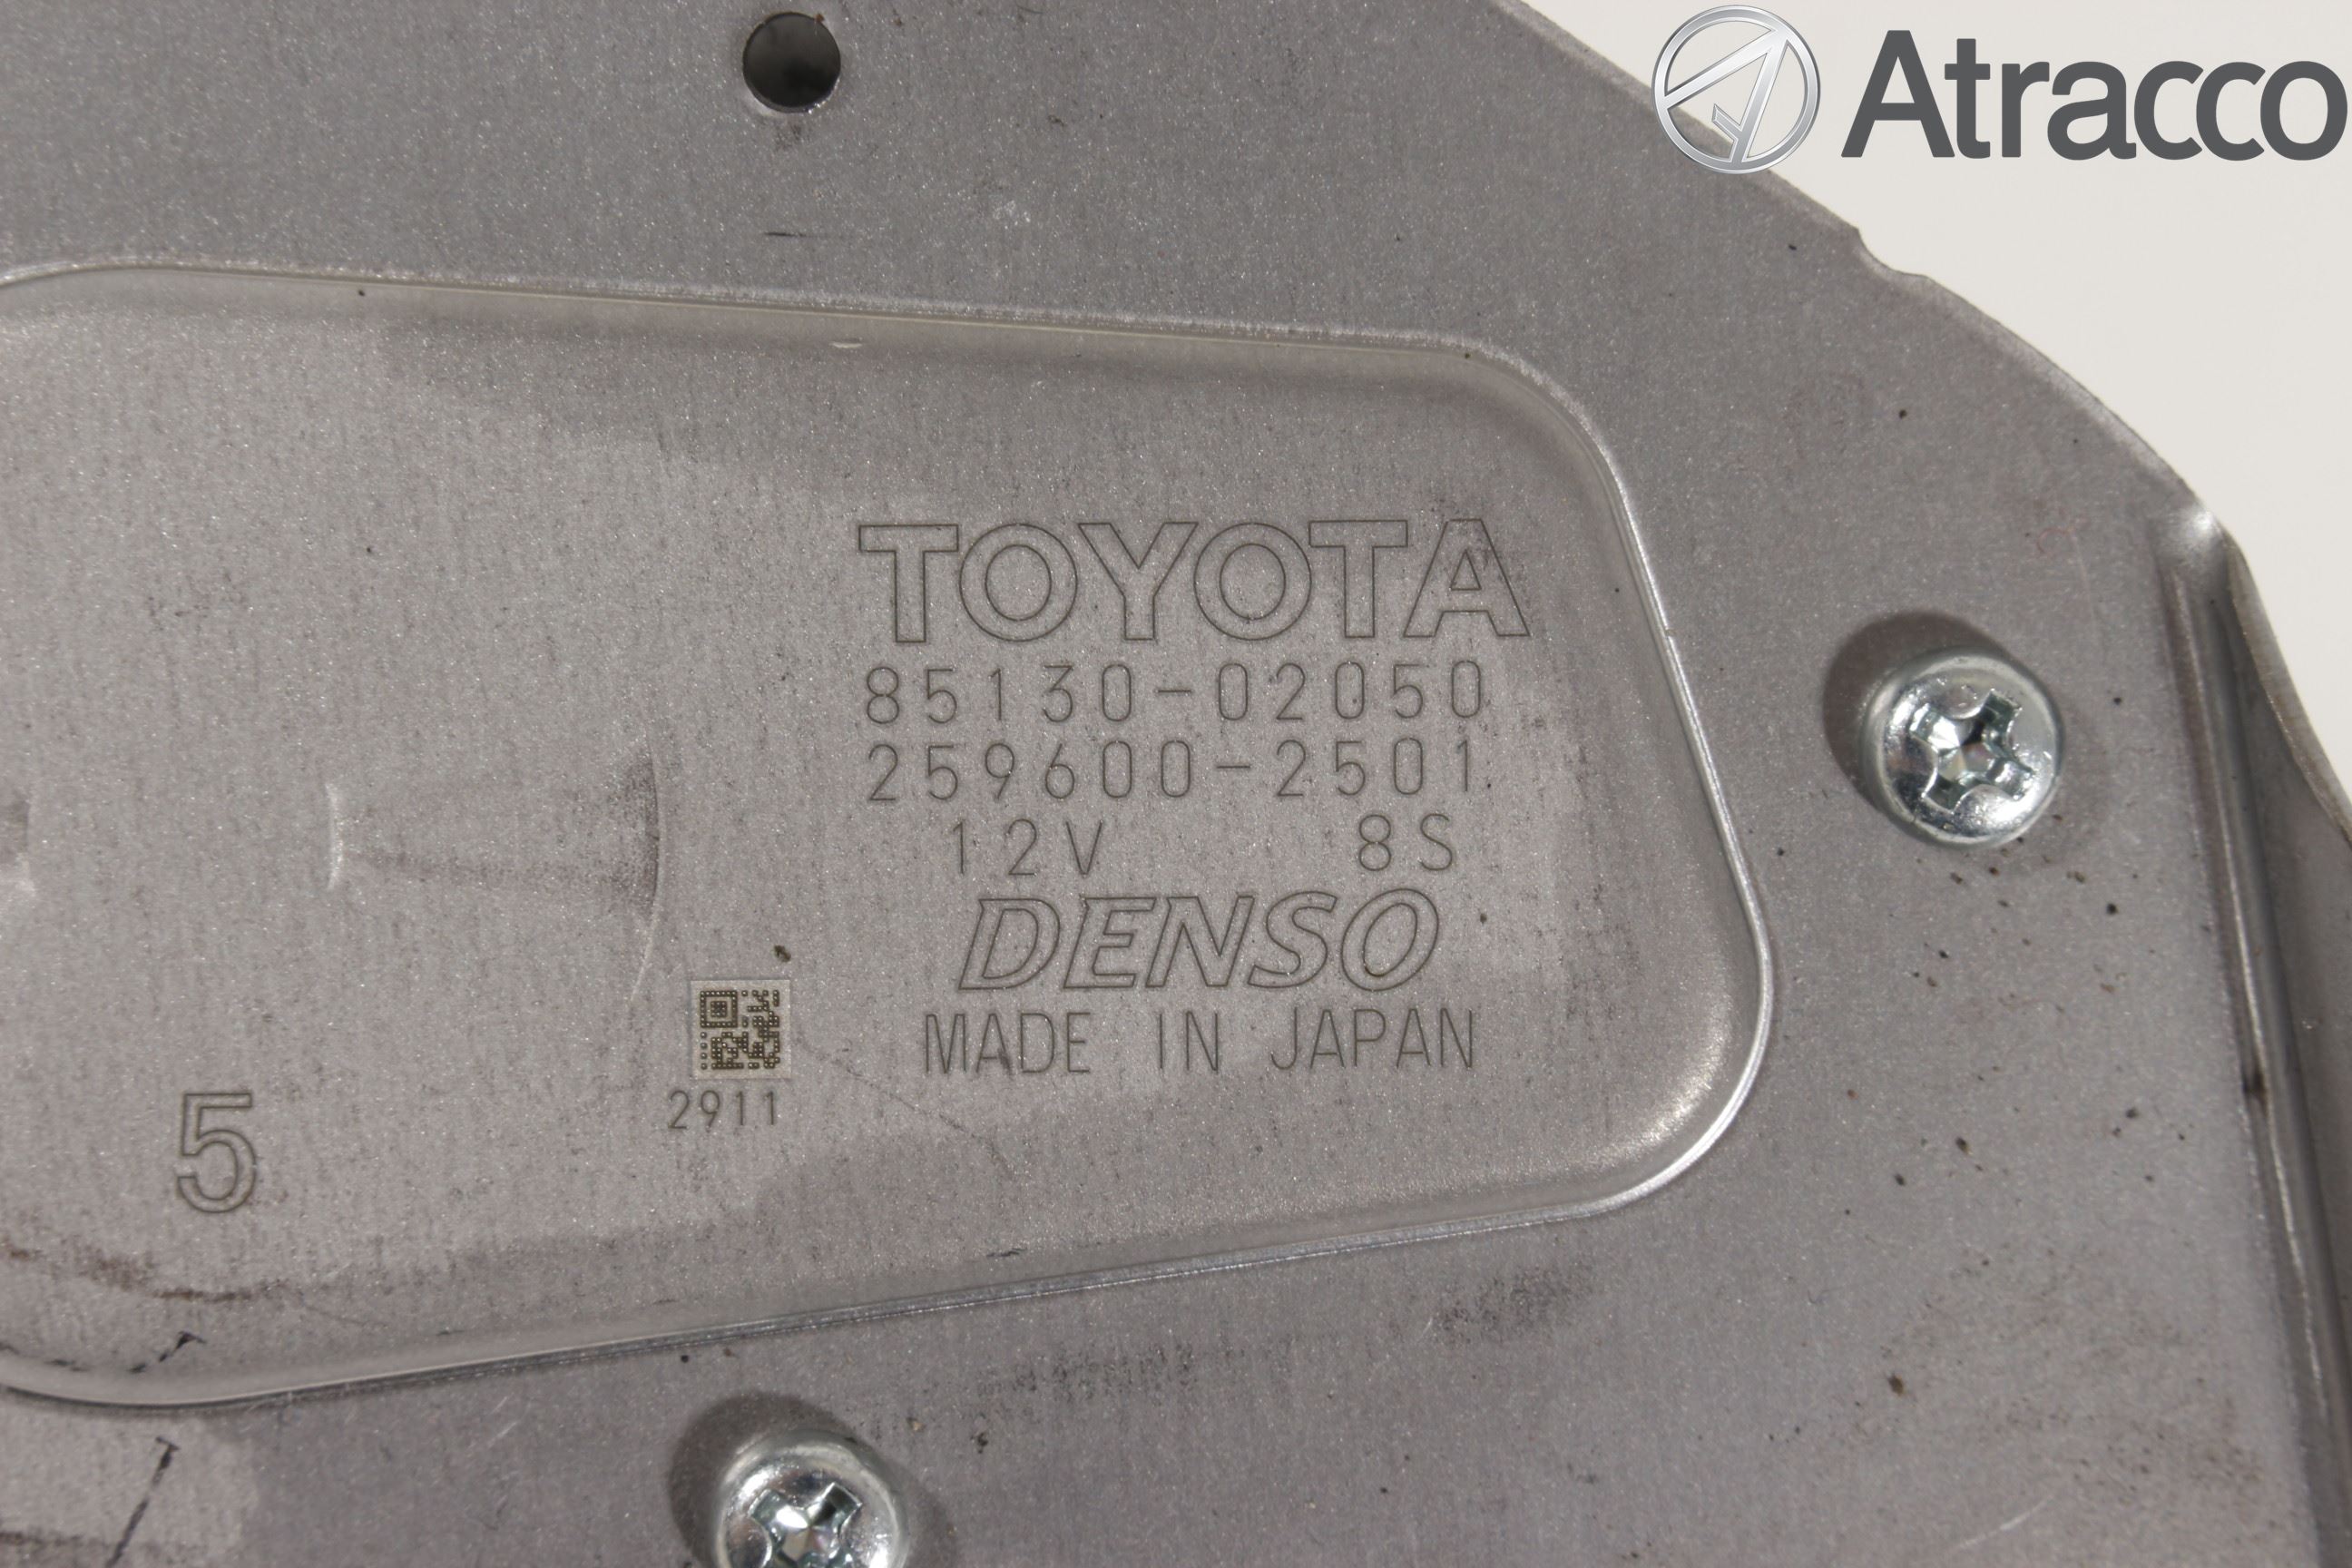 Atracco
TOYOTA
85130-02050
259600-2501
12V 8S
DENSO
MADE IN JAPAN
2911
5